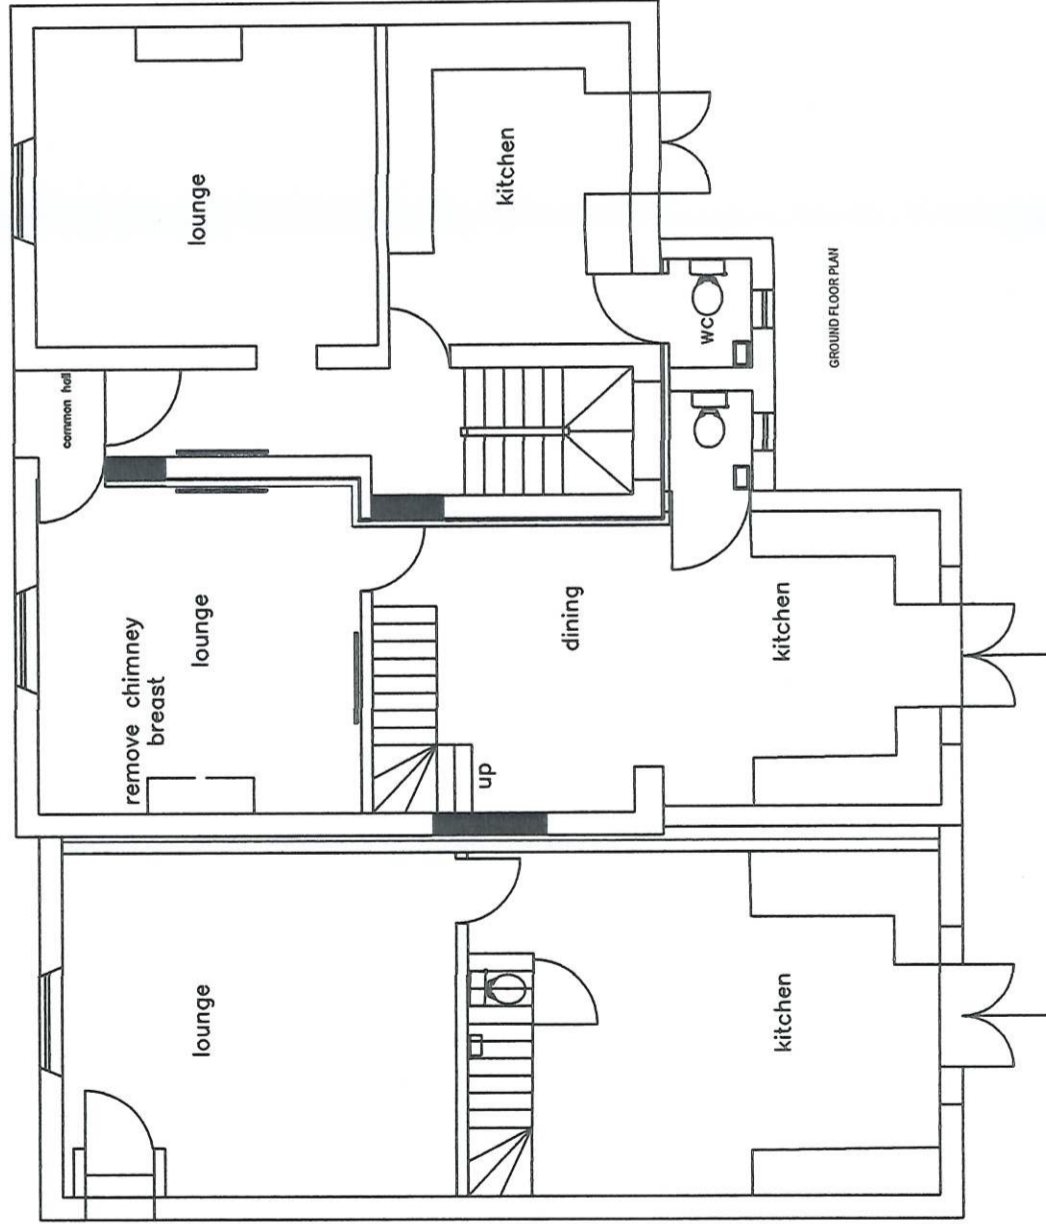 lounge
kitchen
common hall
WC
GROUND FLOOR PLAN
remove chimney
breast
lounge
dining
kitchen
up
lounge
kitchen